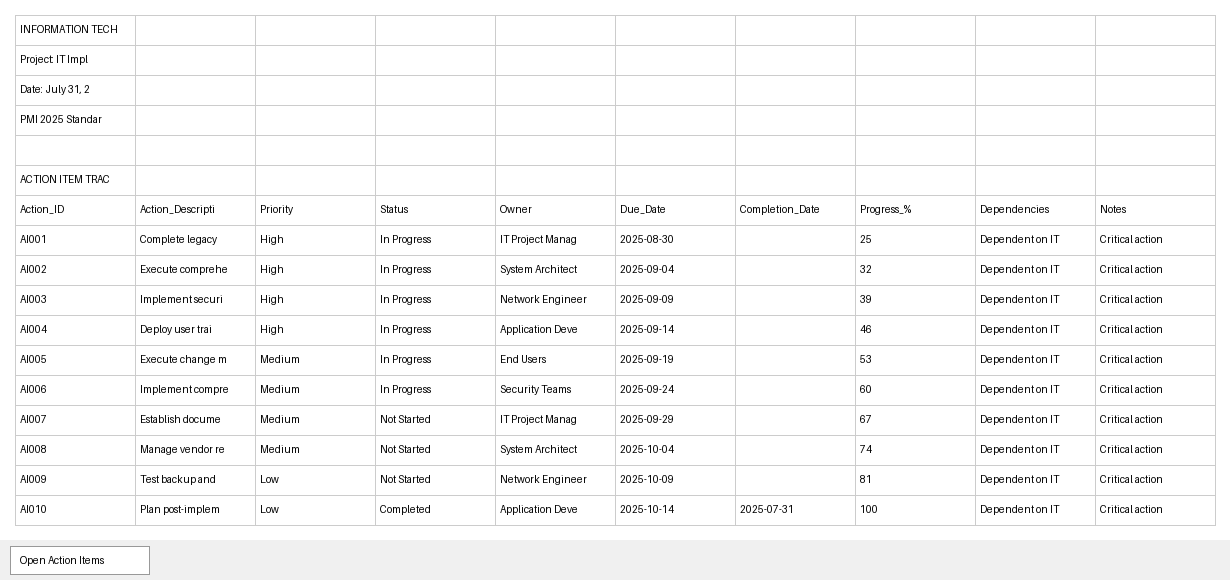 INFORMATION TECH
Project: IT Impl
Date: July 31, 2
PMI 2025 Standar
ACTION ITEM TRAC
Action_ID Action_Descripti Priority Status Owner Due_Date Completion_Date Progress_% Dependencies Notes
AI001 Complete legacy High In Progress IT Project Manag 2025-08-30 25 Dependent on IT Critical action
AI002 Execute comprehe High In Progress System Architect 2025-09-04 32 Dependent on IT Critical action
AI003 Implement securi High In Progress Network Engineer 2025-09-09 39 Dependent on IT Critical action
AI004 Deploy user trai High In Progress Application Deve 2025-09-14 46 Dependent on IT Critical action
AI005 Execute change m Medium In Progress End Users 2025-09-19 53 Dependent on IT Critical action
AI006 Implement compre Medium In Progress Security Teams 2025-09-24 60 Dependent on IT Critical action
AI007 Establish docume Medium Not Started IT Project Manag 2025-09-29 67 Dependent on IT Critical action
AI008 Manage vendor re Medium Not Started System Architect 2025-10-04 74 Dependent on IT Critical action
AI009 Test backup and Low Not Started Network Engineer 2025-10-09 81 Dependent on IT Critical action
AI010 Plan post-implem Low Completed Application Deve 2025-10-14 2025-07-31 100 Dependent on IT Critical action
Open Action Items